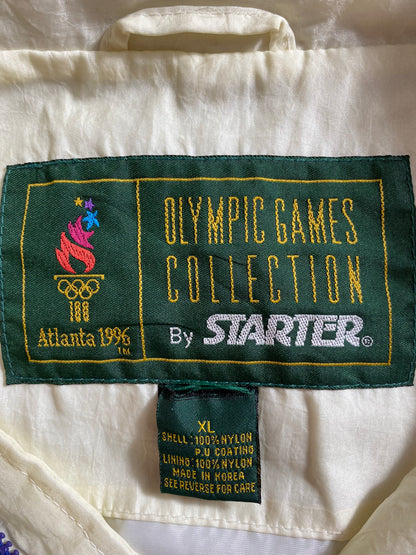 OLYMPIC GAMES
COLLECTION
By STARTER®
Atlanta 1996
TM
XL
SHELL: 100% NYLON
P.U COATING
LINING: 100% NYLON
MADE IN KOREA
SEE REVERSE FOR CARE